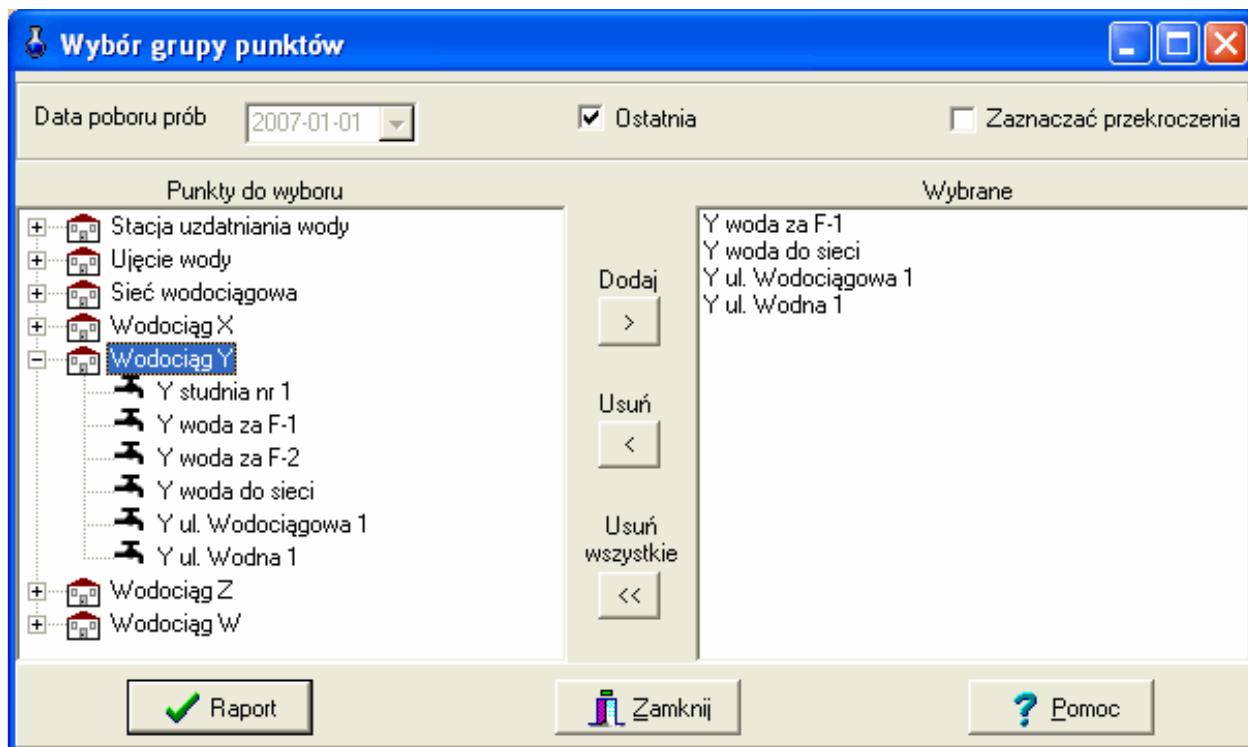 Wybór grupy punktów
Data poboru prób 2007-01-01 Ostatnia Zaznaczać przekroczenia
Punkty do wyboru
Stacja uzdatniania wody
Ujęcie wody
Sieć wodociągowa
Wodociąg X
Wodociąg Y
Y studnia nr 1
Y woda za F-1
Y woda za F-2
Y woda do sieci
Y ul. Wodociągowa 1
Y ul. Wodna 1
Wodociąg Z
Wodociąg W
Dodaj
>
Usuń
<
Usuń
wszystkie
<<
Wybrane
Y woda za F-1
Y woda do sieci
Y ul. Wodociągowa 1
Y ul. Wodna 1
Raport Zamknij Pomoc